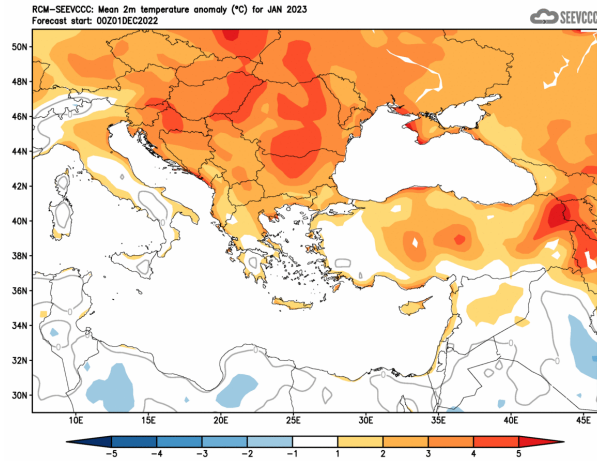 RCM-SEEVCCC: Mean 2m temperature anomaly (°C) for JAN 2023
Forecast start: 00Z01DEC2022
SEEVCCC
50N
48N
46N
44N
42N
40N
38N
36N
34N
32N
30N
10E 15E 20E 25E 30E 35E 40E 45E
-5 -4 -3 -2 -1 1 2 3 4 5